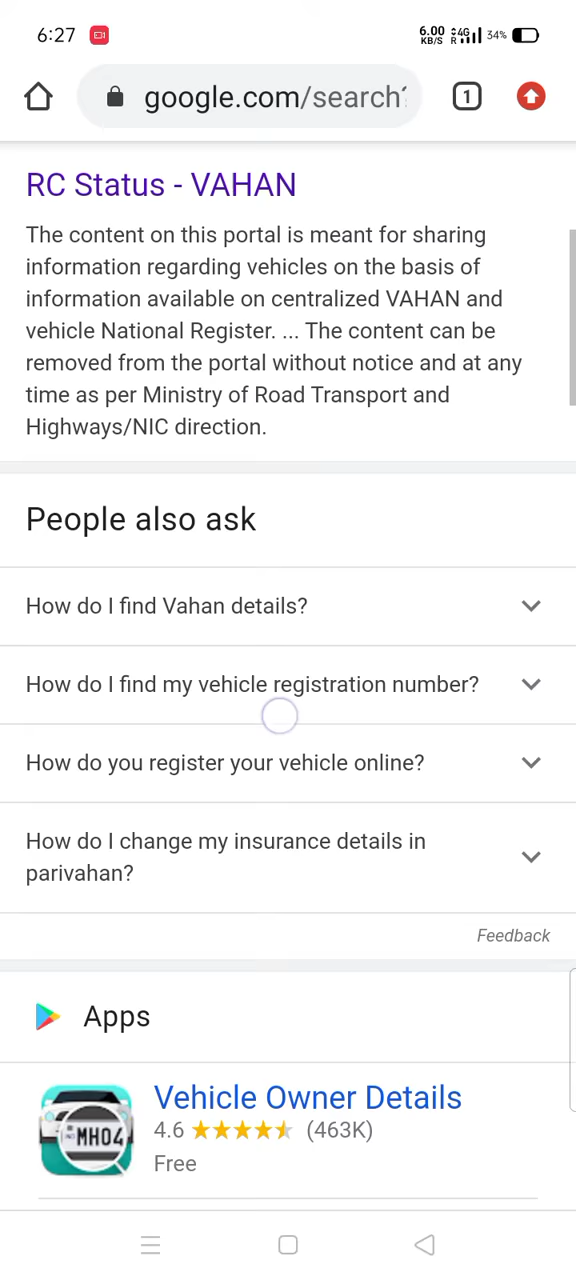 6:27
6.00 KB/S 4G R 34%
google.com/search?
1
RC Status - VAHAN
The content on this portal is meant for sharing
information regarding vehicles on the basis of
information available on centralized VAHAN and
vehicle National Register. ... The content can be
removed from the portal without notice and at any
time as per Ministry of Road Transport and
Highways/NIC direction.
People also ask
How do I find Vahan details?
How do I find my vehicle registration number?
How do you register your vehicle online?
How do I change my insurance details in
parivahan?
Feedback
Apps
MH04
Vehicle Owner Details
4.6 (463K)
Free